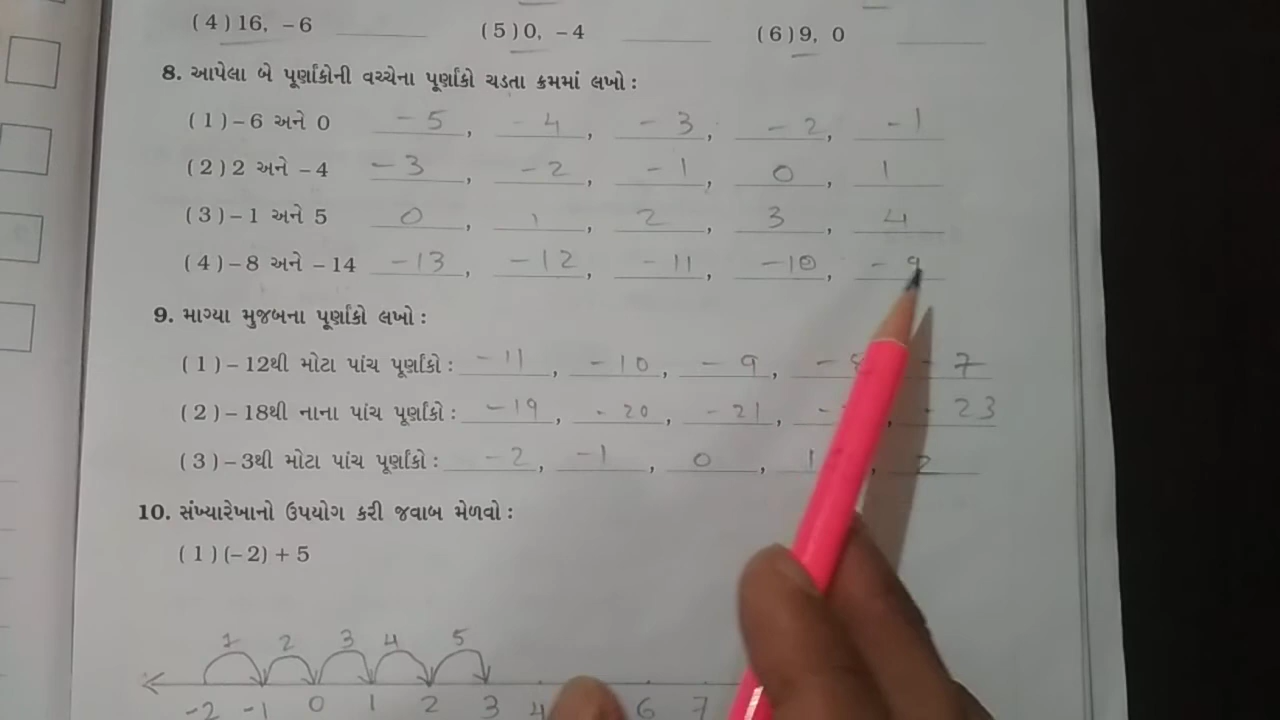 (4) 16, –6 (5) 0, –4 (6) 9, 0
8. આપેલા બે પૂર્ણાંકોની વચ્ચેના પૂર્ણાંકો ચડતા ક્રમમાં લખો :
(1) –6 અને 0 –5, –4, –3, –2, –1
(2) 2 અને –4 –3, –2, –1, 0, 1
(3) –1 અને 5 0, 1, 2, 3, 4
(4) –8 અને –14 –13, –12, –11, –10, –9
9. માગ્યા મુજબના પૂર્ણાંકો લખો :
(1) –12થી મોટા પાંચ પૂર્ણાંકો : –11, –10, –9, –8, –7
(2) –18થી નાના પાંચ પૂર્ણાંકો : –19, –20, –21, –23
(3) –3થી મોટા પાંચ પૂર્ણાંકો : –2, –1, 0, 1, 2
10. સંખ્યારેખાનો ઉપયોગ કરી જવાબ મેળવો :
(1) (–2) + 5
1 2 3 4 5
–2 –1 0 1 2 3 4 6 7